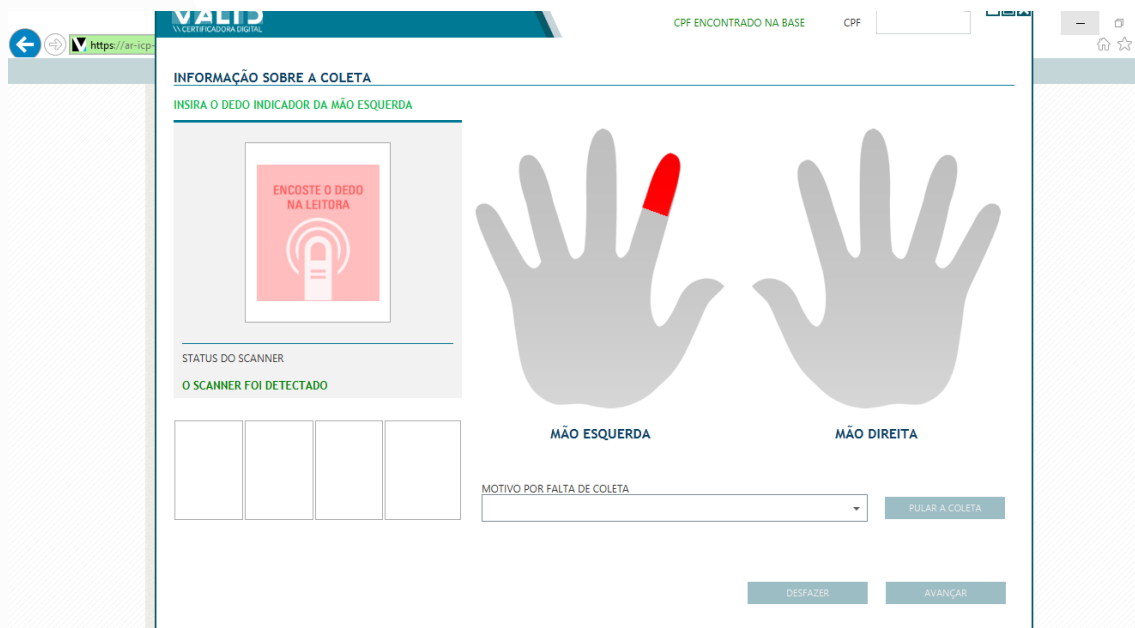 VALID
\\ CERTIFICADORA DIGITAL
CPF ENCONTRADO NA BASE
CPF
https://ar-icp-
INFORMAÇÃO SOBRE A COLETA
INSIRA O DEDO INDICADOR DA MÃO ESQUERDA
ENCOSTE O DEDO
NA LEITORA
STATUS DO SCANNER
O SCANNER FOI DETECTADO
MÃO ESQUERDA
MÃO DIREITA
MOTIVO POR FALTA DE COLETA
PULAR A COLETA
DESFAZER
AVANÇAR